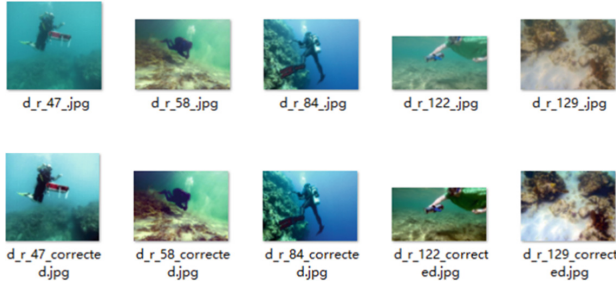 d_r_47_.jpg
d_r_58_.jpg
d_r_84_.jpg
d_r_122_.jpg
d_r_129_.jpg
d_r_47_correcte
d.jpg
d_r_58_correcte
d.jpg
d_r_84_correcte
d.jpg
d_r_122_correct
ed.jpg
d_r_129_correct
ed.jpg